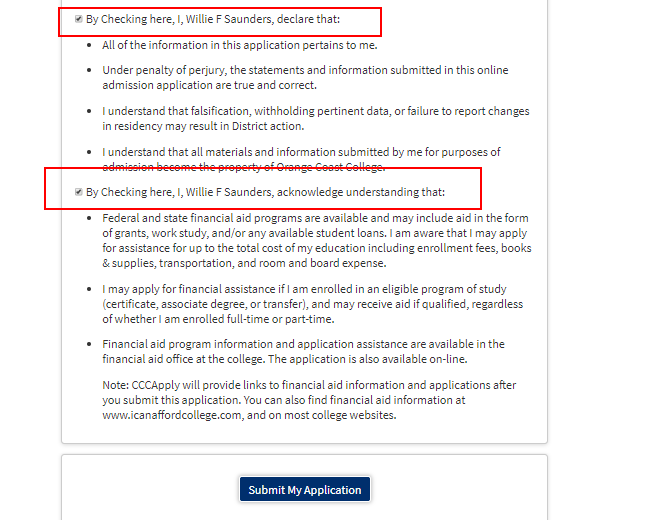 By Checking here, I, Willie F Saunders, declare that:
All of the information in this application pertains to me.
Under penalty of perjury, the statements and information submitted in this online
admission application are true and correct.
I understand that falsification, withholding pertinent data, or failure to report changes
in residency may result in District action.
I understand that all materials and information submitted by me for purposes of
admission become the property of Orange Coast College.
By Checking here, I, Willie F Saunders, acknowledge understanding that:
Federal and state financial aid programs are available and may include aid in the form
of grants, work study, and/or any available student loans. I am aware that I may apply
for assistance for up to the total cost of my education including enrollment fees, books
& supplies, transportation, and room and board expense.
I may apply for financial assistance if I am enrolled in an eligible program of study
(certificate, associate degree, or transfer), and may receive aid if qualified, regardless
of whether I am enrolled full-time or part-time.
Financial aid program information and application assistance are available in the
financial aid office at the college. The application is also available on-line.
Note: CCCApply will provide links to financial aid information and applications after
you submit this application. You can also find financial aid information at
www.icanaffordcollege.com, and on most college websites.
Submit My Application